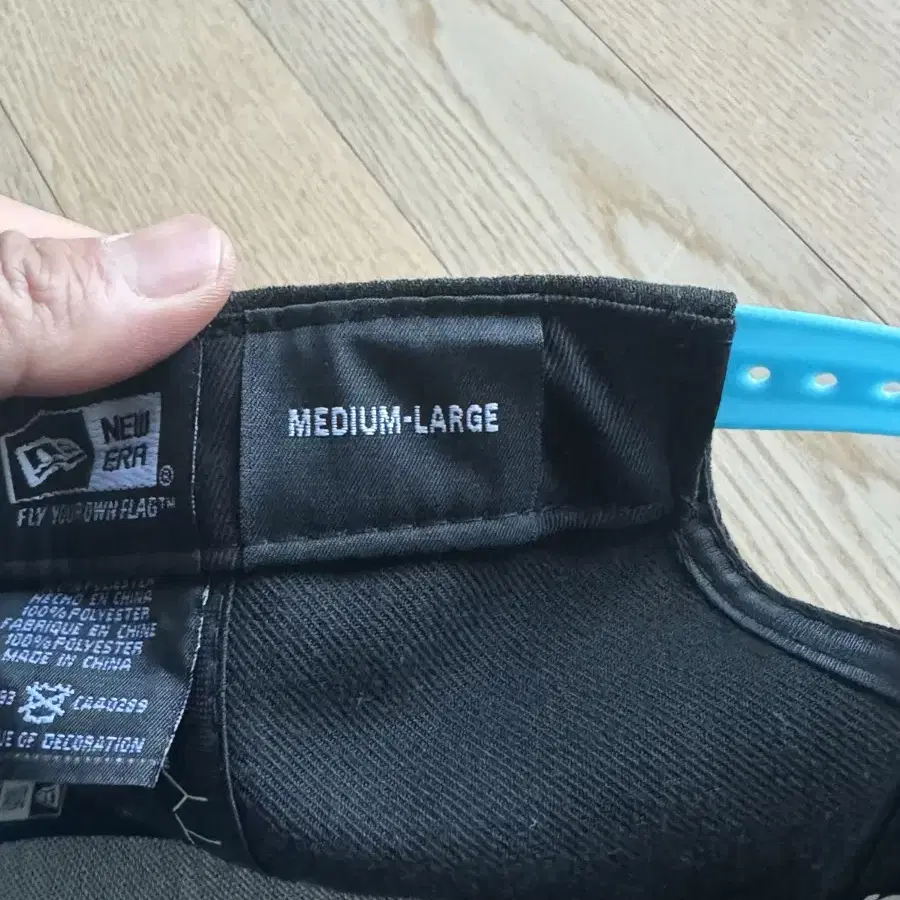 MEDIUM-LARGE
NEW
ERA
®
FLY YOUR OWN FLAG™
HECHO EN CHINA
100% POLYESTER
FABRIQUE EN CHINE
100% POLYESTER
MADE IN CHINA
CA40289
OF DECORATION